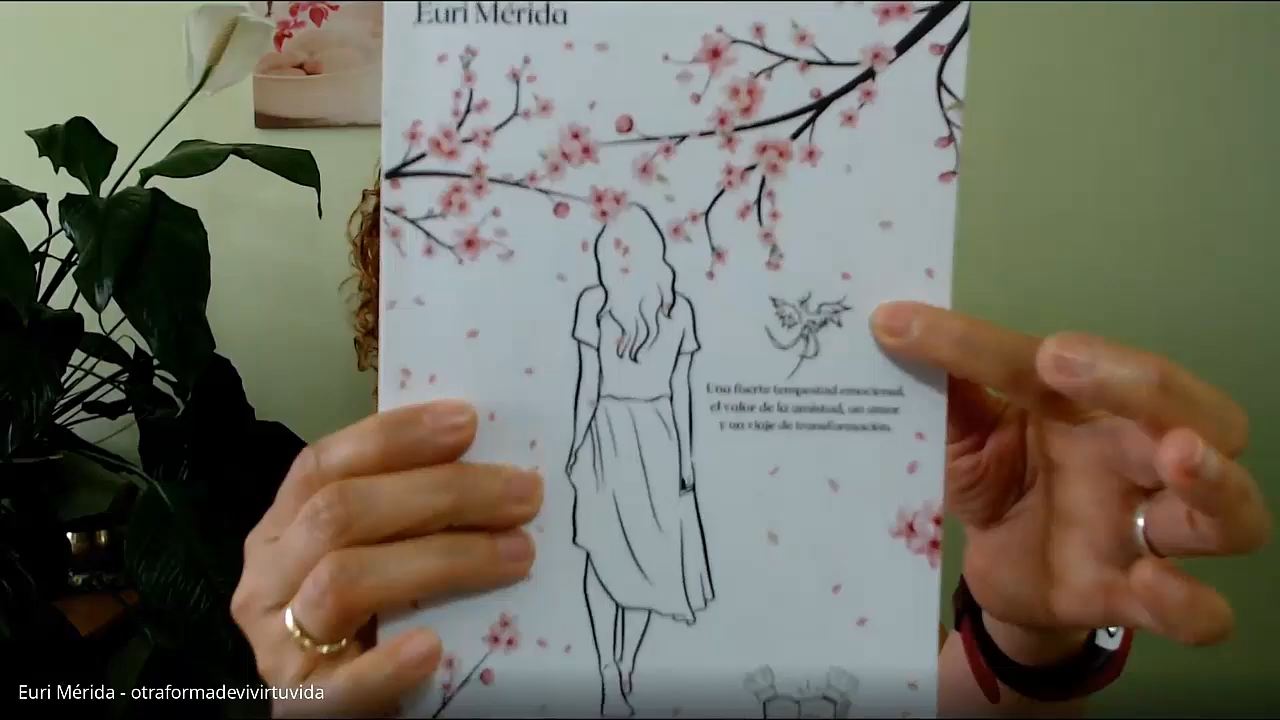 Euri Mérida
Una fuerte tempestad emocional,
el valor de la amistad, un amor
y un viaje de transformación.
Euri Mérida - otraformadevivirtuvida